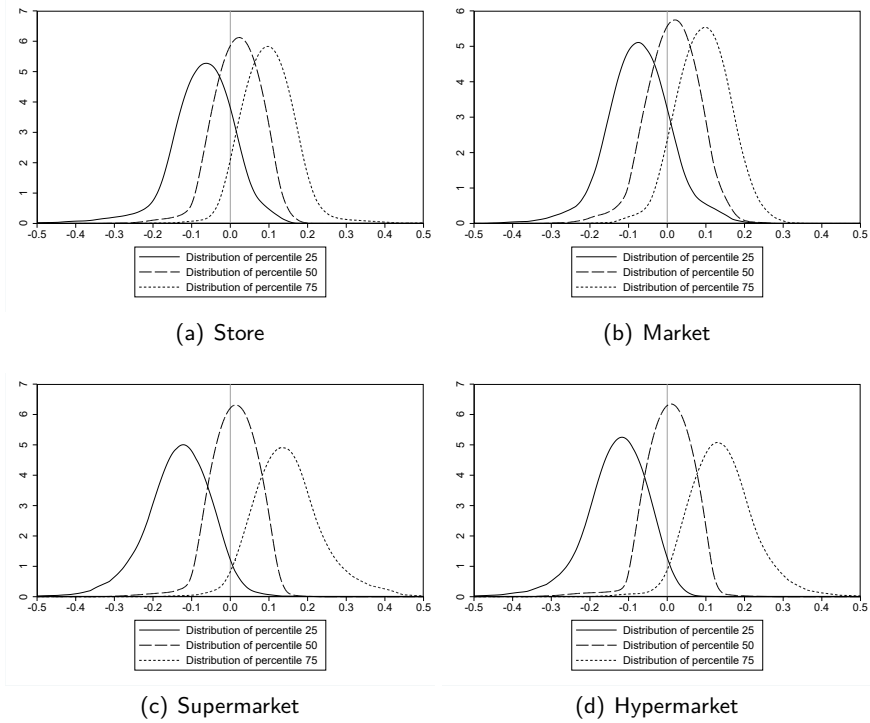 7
6
5
4
3
2
1
0
-0.5 -0.4 -0.3 -0.2 -0.1 0.0 0.1 0.2 0.3 0.4 0.5
Distribution of percentile 25
Distribution of percentile 50
Distribution of percentile 75
(a) Store
6
5
4
3
2
1
0
-0.5 -0.4 -0.3 -0.2 -0.1 0.0 0.1 0.2 0.3 0.4 0.5
Distribution of percentile 25
Distribution of percentile 50
Distribution of percentile 75
(b) Market
7
6
5
4
3
2
1
0
-0.5 -0.4 -0.3 -0.2 -0.1 0.0 0.1 0.2 0.3 0.4 0.5
Distribution of percentile 25
Distribution of percentile 50
Distribution of percentile 75
(c) Supermarket
7
6
5
4
3
2
1
0
-0.5 -0.4 -0.3 -0.2 -0.1 0.0 0.1 0.2 0.3 0.4 0.5
Distribution of percentile 25
Distribution of percentile 50
Distribution of percentile 75
(d) Hypermarket